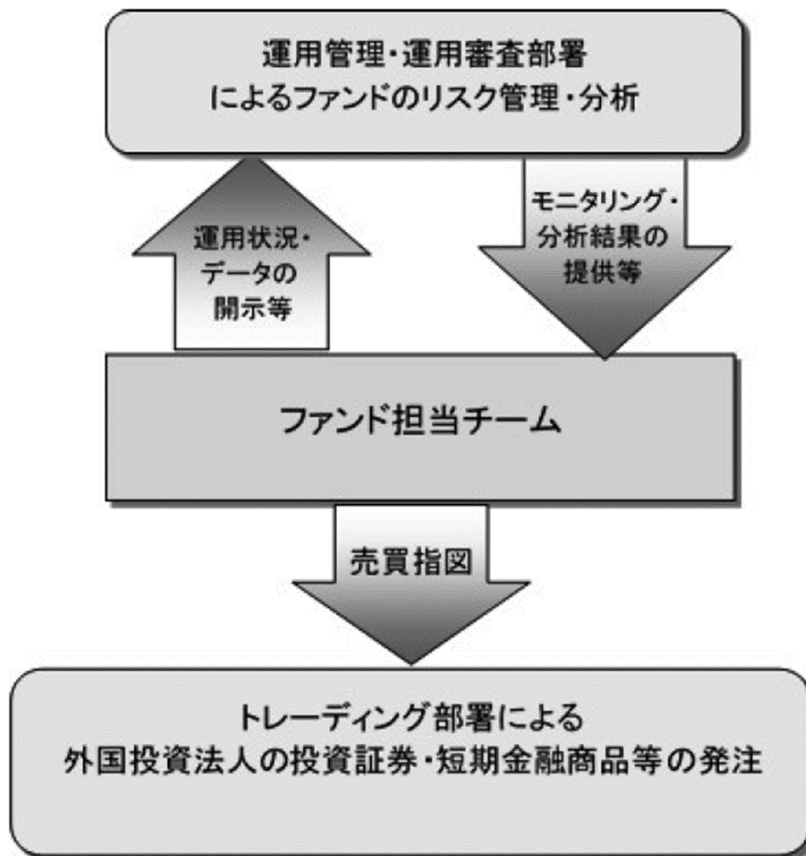 運用管理・運用審査部署
によるファンドのリスク管理・分析
運用状況・
データの
開示等
モニタリング・
分析結果の
提供等
ファンド担当チーム
売買指図
トレーディング部署による
外国投資法人の投資証券・短期金融商品等の発注